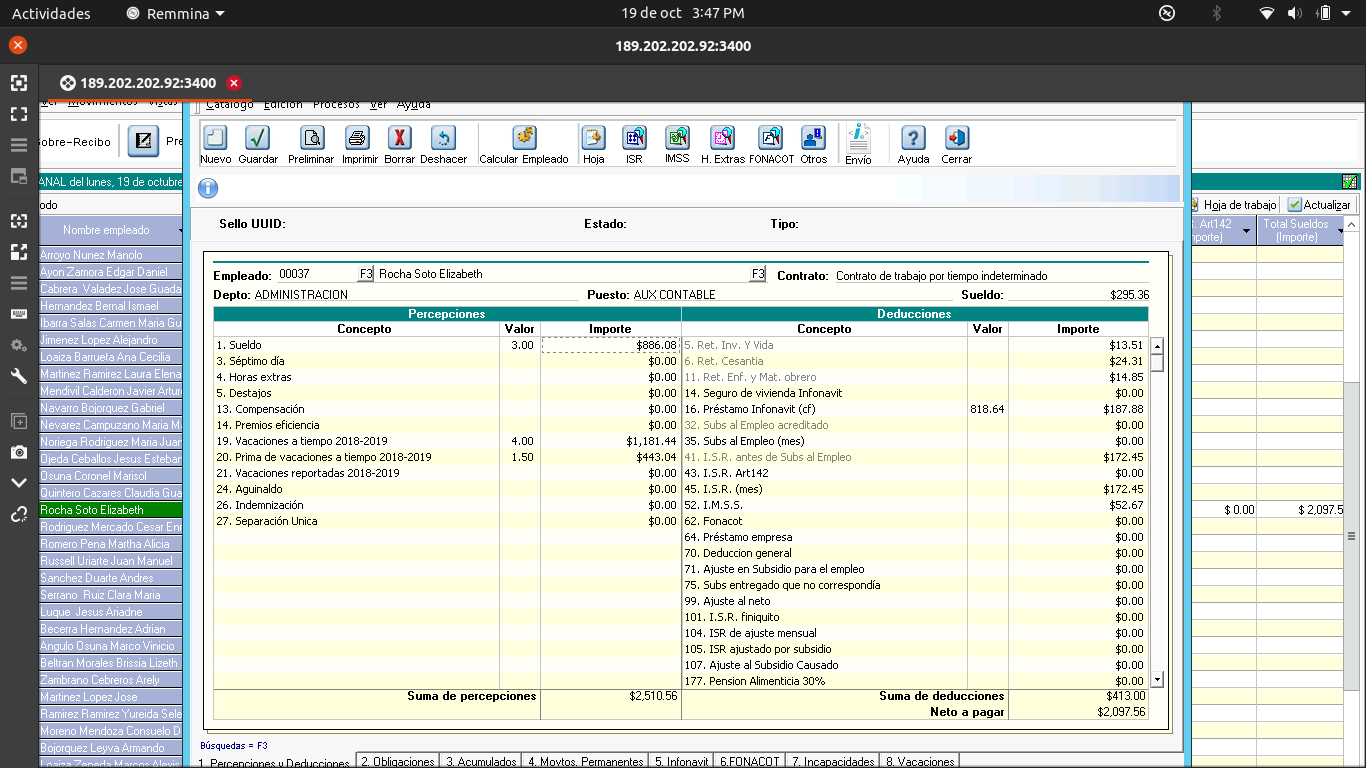 Actividades Remmina 19 de oct 3:47 PM
189.202.202.92:3400
189.202.202.92:3400
Ver Movimientos Vistas Catálogo Edición Procesos Ver Ayuda
obre-Recibo Pre Nuevo Guardar Preliminar Imprimir Borrar Deshacer Calcular Empleado Hoja ISR IMSS H. Extras FONACOT Otros Envío Ayuda Cerrar
ANAL del lunes, 19 de octubre
odo Hoja de trabajo Actualizar
Sello UUID: Estado: Tipo:
Nombre empleado . Art142 Total Sueldos
porte) (Importe)
Arroyo Nunez Manolo
Ayon Zamora Edgar Daniel
Cabrera Valadez Jose Guada
Hernandez Bernal Ismael
Ibarra Salas Carmen Maria Gu
Jimenez Lopez Alejandro
Loaiza Barrueta Ana Cecilia
Martinez Ramirez Laura Elena
Mendivil Calderon Javier Artur
Navarro Bojorquez Gabriel
Nevarez Campuzano Maria M
Noriega Rodriguez Maria Juan
Ojeda Ceballos Jesus Esteban
Osuna Coronel Marisol
Quintero Cazares Claudia Gua
Rocha Soto Elizabeth $ 0.00 $ 2,097.5
Rodriguez Mercado Cesar Enr
Romero Pena Martha Alicia
Russell Uriarte Juan Manuel
Sanchez Duarte Andres
Serrano Ruiz Clara Maria
Luque Jesus Ariadne
Becerra Hernandez Adrian
Angulo Osuna Marco Vinicio
Beltran Morales Brissia Lizeth
Zambrano Cebreros Arely
Martinez Lopez Jose
Ramirez Ramirez Yureida Sele
Moreno Mendoza Consuelo D
Bojorquez Leyva Armando
Loaiza Zepeda Marcos Alexis
Empleado: 00037 F3 Rocha Soto Elizabeth F3 Contrato: Contrato de trabajo por tiempo indeterminado
Depto: ADMINISTRACION Puesto: AUX CONTABLE Sueldo: $295.36
Percepciones Deducciones
Concepto Valor Importe Concepto Valor Importe
1. Sueldo 3.00 $886.08 5. Ret. Inv. Y Vida $13.51
3. Séptimo día $0.00 6. Ret. Cesantia $24.31
4. Horas extras $0.00 11. Ret. Enf. y Mat. obrero $14.85
5. Destajos $0.00 14. Seguro de vivienda Infonavit $0.00
13. Compensación $0.00 16. Préstamo Infonavit (cf) 818.64 $187.88
14. Premios eficiencia $0.00 32. Subs al Empleo acreditado $0.00
19. Vacaciones a tiempo 2018-2019 4.00 $1,181.44 35. Subs al Empleo (mes) $0.00
20. Prima de vacaciones a tiempo 2018-2019 1.50 $443.04 41. I.S.R. antes de Subs al Empleo $172.45
21. Vacaciones reportadas 2018-2019 $0.00 43. I.S.R. Art142 $0.00
24. Aguinaldo $0.00 45. I.S.R. (mes) $172.45
26. Indemnización $0.00 52. I.M.S.S. $52.67
27. Separación Unica $0.00 62. Fonacot $0.00
64. Préstamo empresa $0.00
70. Deduccion general $0.00
71. Ajuste en Subsidio para el empleo $0.00
75. Subs entregado que no correspondía $0.00
99. Ajuste al neto $0.00
101. I.S.R. finiquito $0.00
104. ISR de ajuste mensual $0.00
105. ISR ajustado por subsidio $0.00
107. Ajuste al Subsidio Causado $0.00
177. Pension Alimenticia 30% $0.00
Suma de percepciones $2,510.56 Suma de deducciones $413.00
Neto a pagar $2,097.56
Búsquedas = F3
1. Percepciones y Deducciones 2. Obligaciones 3. Acumulados 4. Movtos. Permanentes 5. Infonavit 6.FONACOT 7. Incapacidades 8. Vacaciones